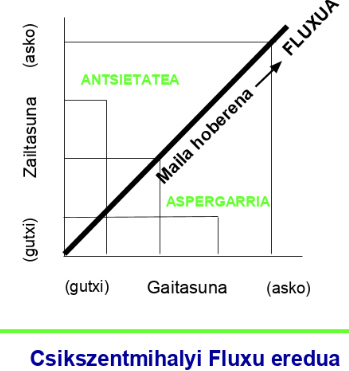 (asko)
FLUXUA
ANTSIETATEA
Zailtasuna
Maila hoberena
ASPERGARRIA
(gutxi)
(gutxi) Gaitasuna (asko)
Csikszentmihalyi Fluxu eredua